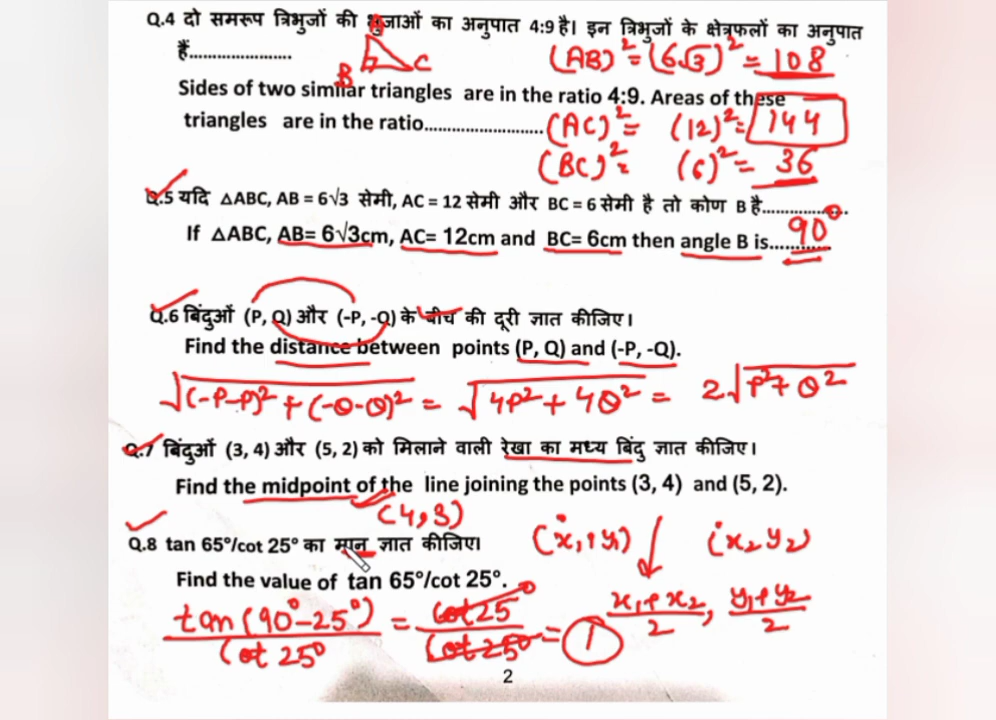 Q.4 दो समरूप त्रिभुजों की भुजाओं का अनुपात 4:9 है। इन त्रिभुजों के क्षेत्रफलों का अनुपात
हैं......................
B C
(AB)² = (6√3)² = 108
Sides of two similar triangles are in the ratio 4:9. Areas of these
triangles are in the ratio..........................
(AC)² = (12)² = 144
(BC)² = (6)² = 36
Q.5 यदि △ABC, AB = 6√3 सेमी, AC = 12 सेमी और BC = 6 सेमी है तो कोण B है...................
If △ABC, AB= 6√3cm, AC= 12cm and BC= 6cm then angle B is............ 90°
Q.6 बिंदुओं (P, Q) और (-P, -Q) के बीच की दूरी ज्ञात कीजिए।
Find the distance between points (P, Q) and (-P, -Q).
√(-P-P)² + (-Q-Q)² = √4P² + 4Q² = 2√P²+Q²
Q.7 बिंदुओं (3, 4) और (5, 2) को मिलाने वाली रेखा का मध्य बिंदु ज्ञात कीजिए।
Find the midpoint of the line joining the points (3, 4) and (5, 2).
(4,3)
Q.8 tan 65°/cot 25° का मान ज्ञात कीजिए।
(x₁, y₁) (x₂ y₂)
Find the value of tan 65°/cot 25°.
x₁+x₂/2, y₁+y₂/2
tan(90°-25°)/Cot 25° = Cot 25°/Cot 25° = 1
2